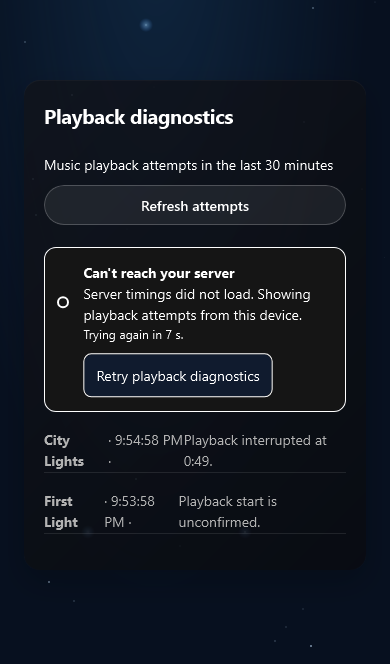 Playback diagnostics
Music playback attempts in the last 30 minutes
Refresh attempts
Can't reach your server
Server timings did not load. Showing
playback attempts from this device.
Trying again in 7 s.
Retry playback diagnostics
City · 9:54:58 PMPlayback interrupted at
Lights · 0:49.
First · 9:53:58 Playback start is
Light PM · unconfirmed.